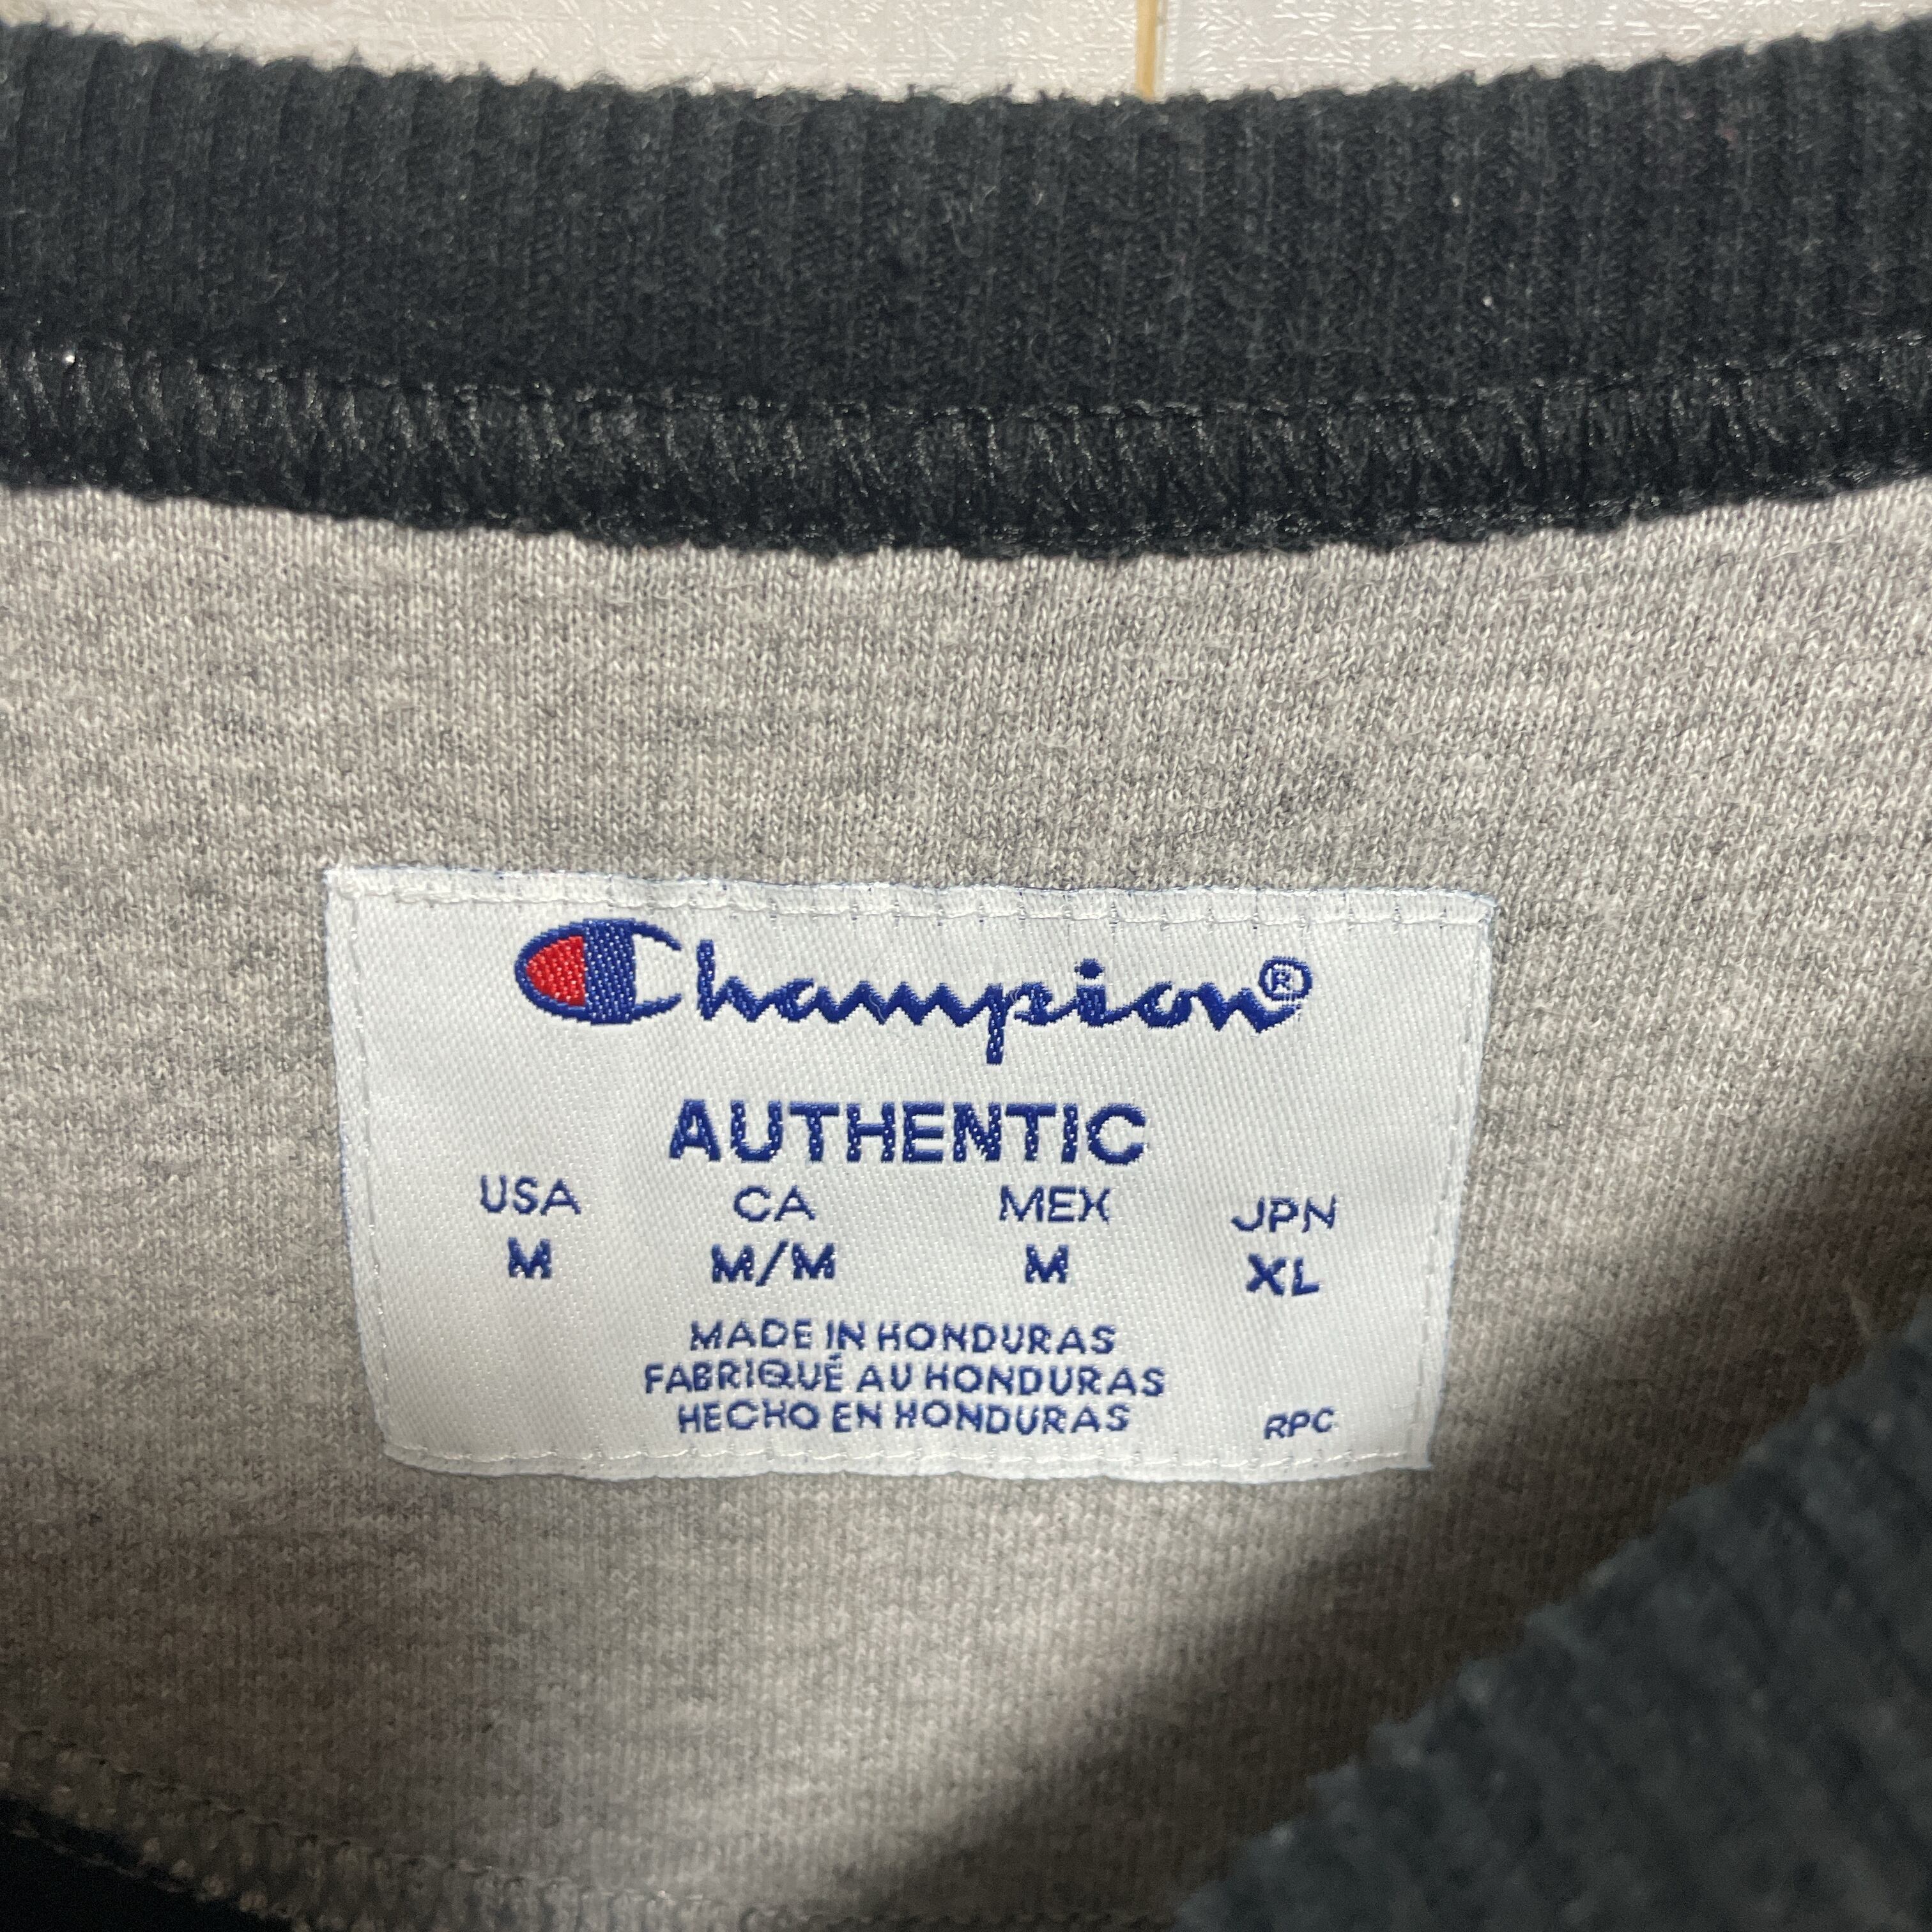 Champion®
AUTHENTIC
USA CA MEX JPN
M M/M M XL
MADE IN HONDURAS
FABRIQUÉ AU HONDURAS
HECHO EN HONDURAS RPC